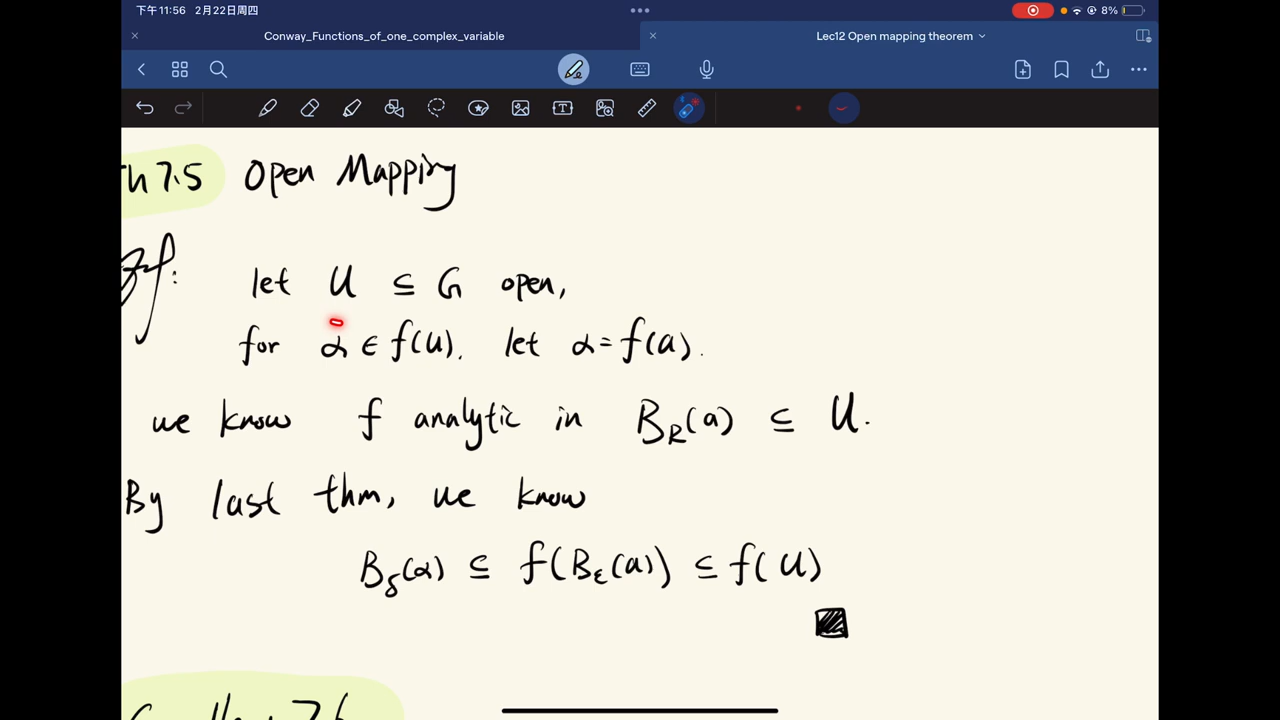 下午11:56 2月22日周四
8%
Conway_Functions_of_one_complex_variable
Lec12 Open mapping theorem
Th 7.5 Open Mapping
Pf:
let U ⊆ G open,
for α ∈ f(U). let α = f(a).
we know f analytic in B_R(a) ⊆ U.
By last thm, we know
B_δ(α) ⊆ f(B_ε(a)) ⊆ f(U)
7.6